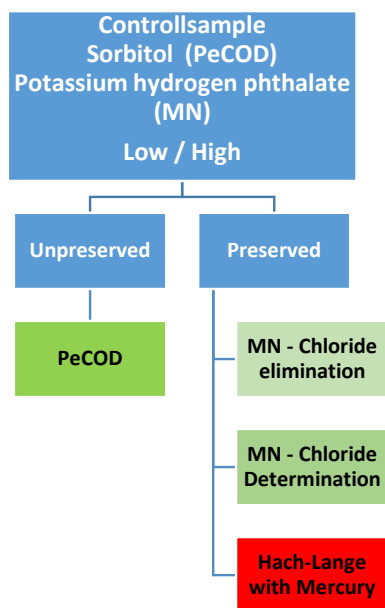 Controllsample
Sorbitol (PeCOD)
Potassium hydrogen phthalate
(MN)
Low / High
Unpreserved
Preserved
PeCOD
MN - Chloride
elimination
MN - Chloride
Determination
Hach-Lange
with Mercury